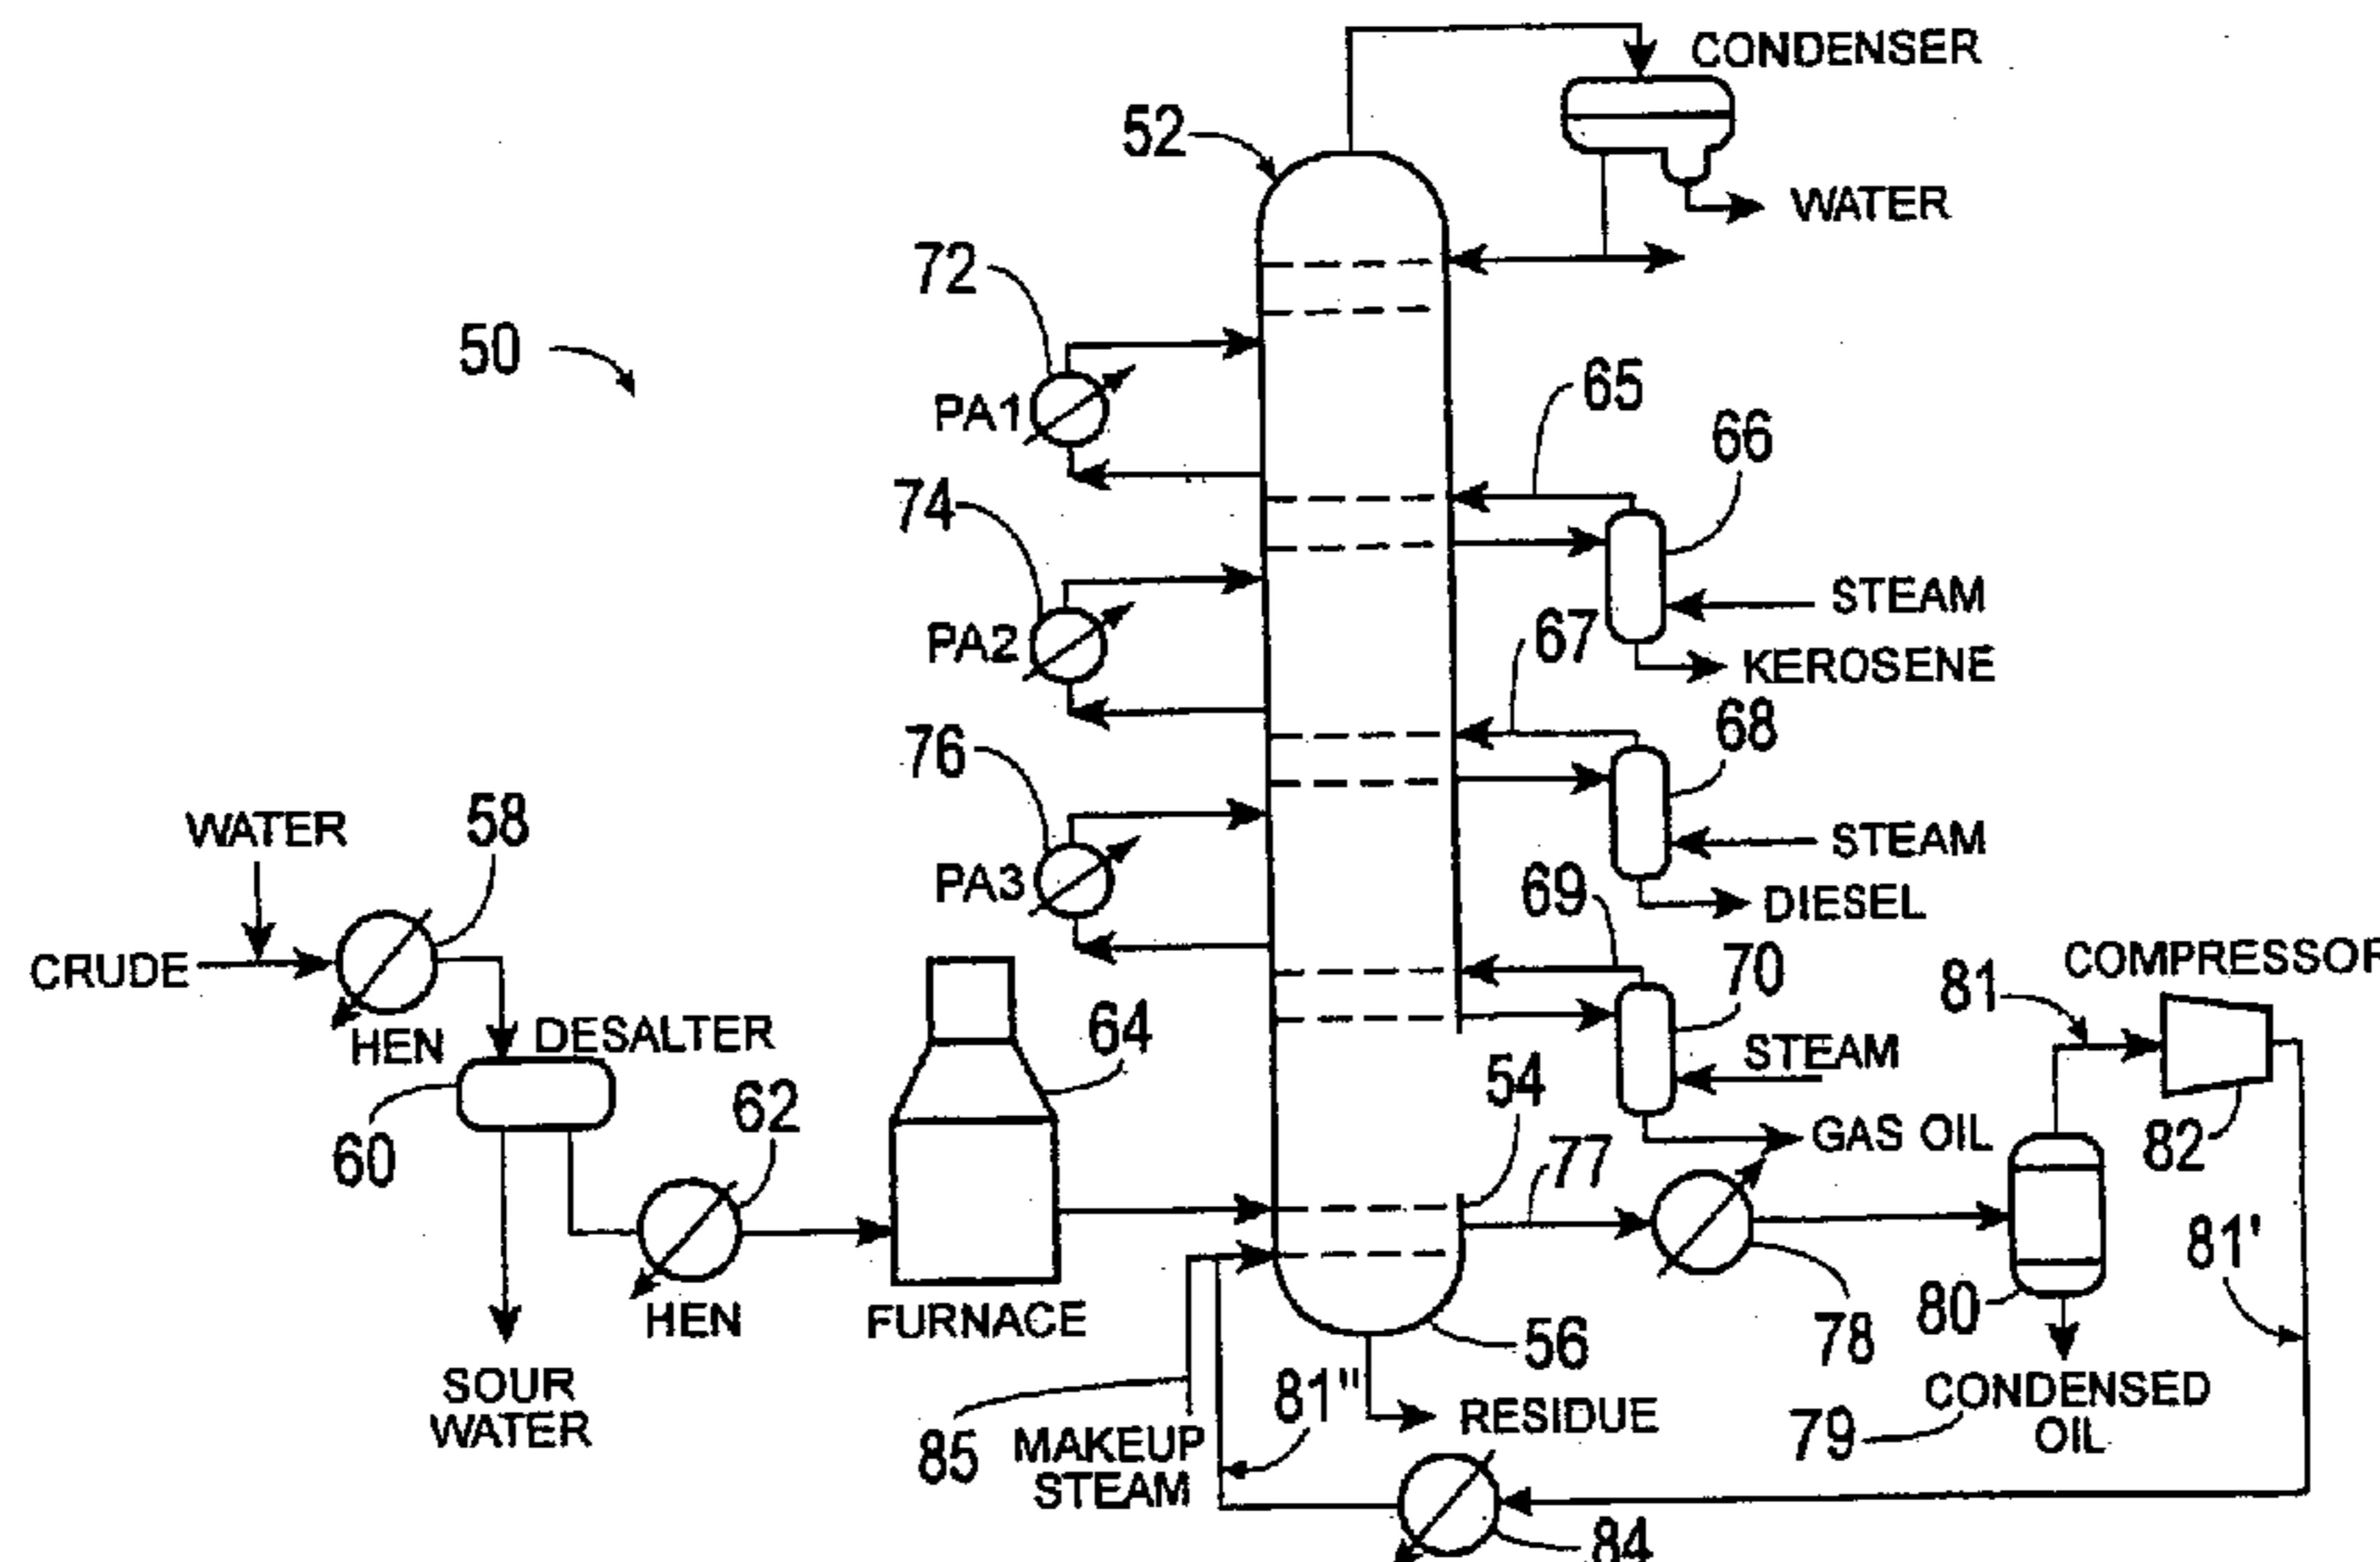 CONDENSER
52
WATER
72
50
65
PA1
66
74
STEAM
67
PA2
KEROSENE
68
76
WATER
58
STEAM
PA3
69
DIESEL
CRUDE
70
81
COMPRESSOR
HEN
DESALTER
64
STEAM
54
62
60
77
GAS OIL
82
81'
80
HEN
FURNACE
56
78
SOUR
WATER
81"
CONDENSED
OIL
79
RESIDUE
85
MAKEUP
STEAM
84